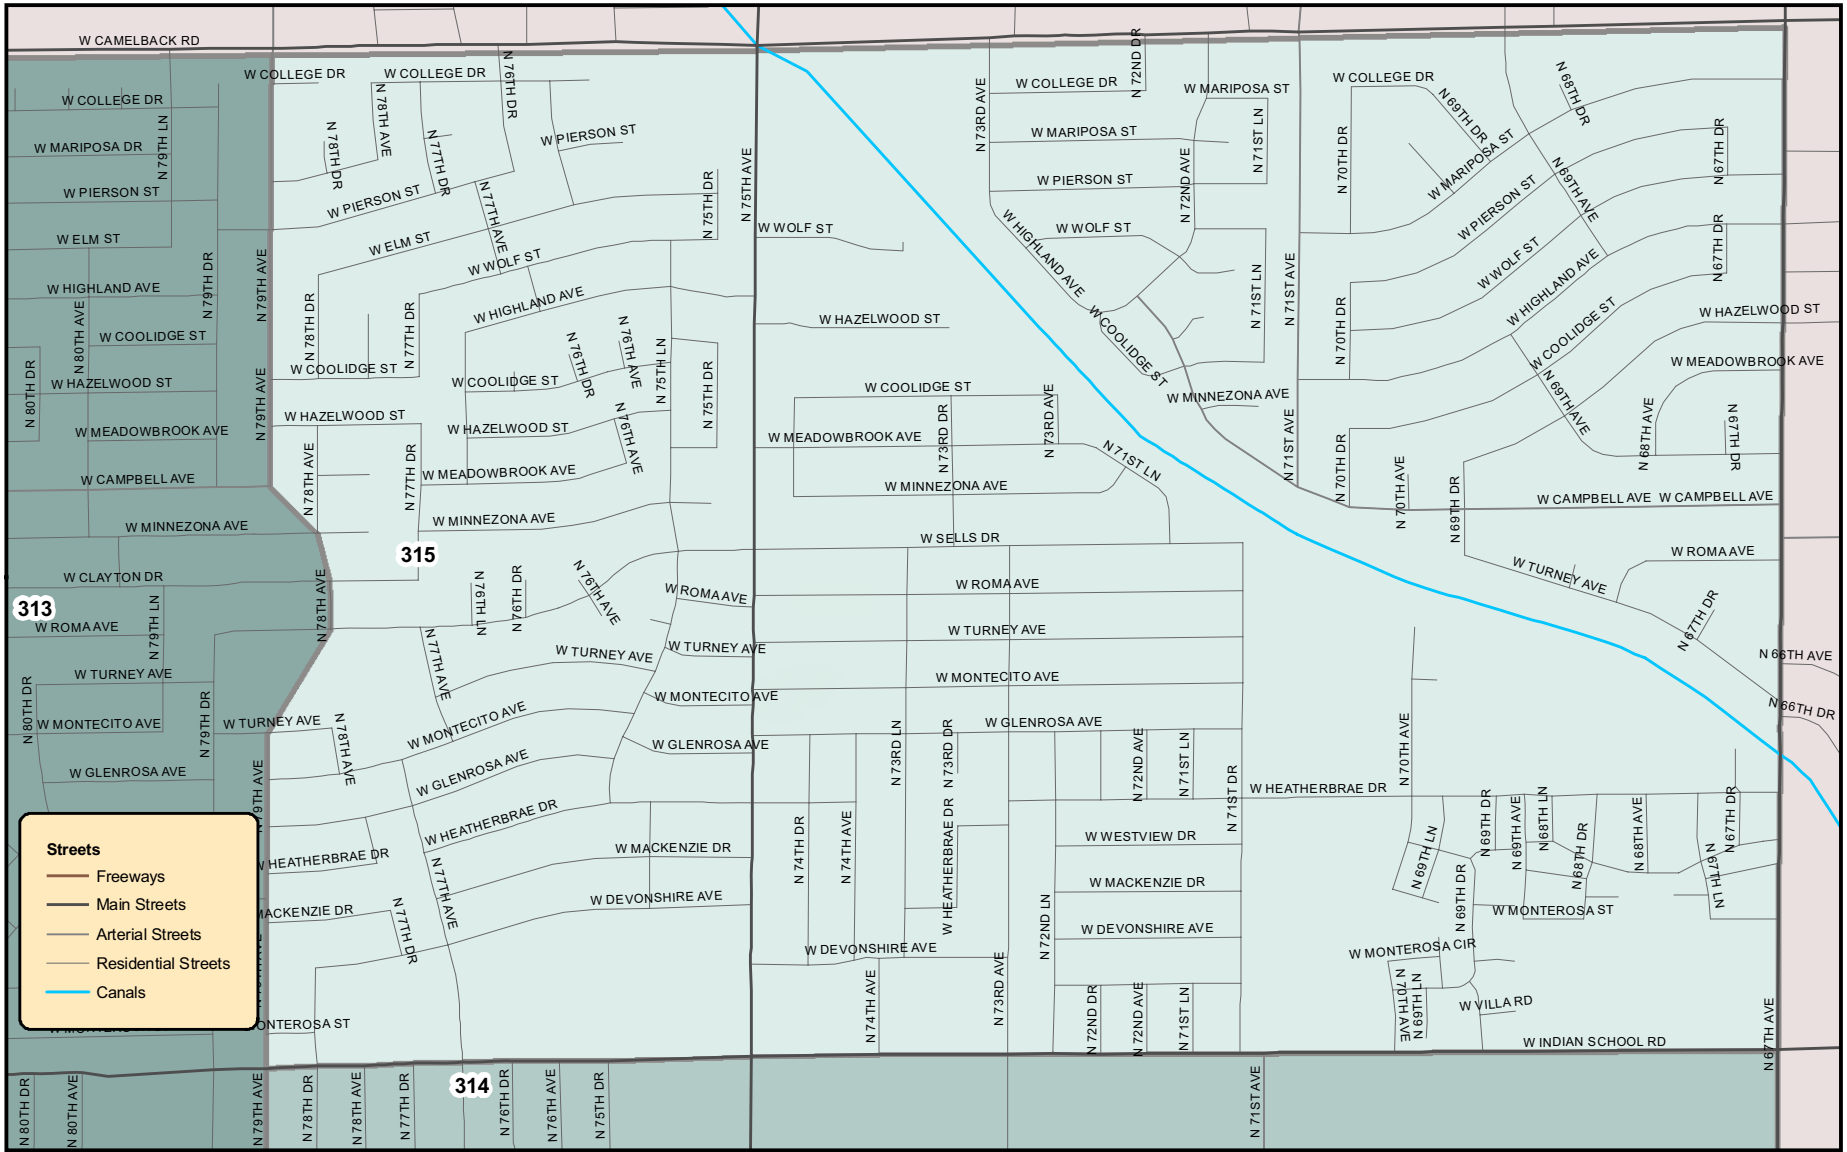 W CAMELBACK RD
W COLLEGE DR
W COLLEGE DR
N 76TH DR
N 72ND DR
W COLLEGE DR
W COLLEGE DR
N 68TH DR
W COLLEGE DR
N 79TH LN
N 78TH AVE
N 73RD AVE
W MARIPOSA ST
N 69TH DR
W MARIPOSA DR
N 78TH DR
N 77TH DR
W PIERSON ST
W MARIPOSA ST
N 71ST LN
N 70TH DR
W MARIPOSA ST
N 67TH DR
W PIERSON ST
W PIERSON ST
N 77TH AVE
N 75TH DR
N 75TH AVE
W PIERSON ST
N 72ND AVE
W PIERSON ST
N 69TH AVE
W ELM ST
W ELM ST
W WOLF ST
W WOLF ST
W HIGHLAND AVE
W WOLF ST
W WOLF ST
N 67TH DR
N 79TH DR
N 79TH AVE
W HIGHLAND AVE
W HIGHLAND AVE
N 71ST LN
N 71ST AVE
W HIGHLAND AVE
N 80TH AVE
N 78TH DR
N 77TH DR
W HAZELWOOD ST
W COOLIDGE ST
N 70TH DR
W COOLIDGE ST
W HAZELWOOD ST
W COOLIDGE ST
W COOLIDGE ST
N 76TH DR
N 76TH AVE
N 75TH LN
W MEADOWBROOK AVE
N 80TH DR
W HAZELWOOD ST
N 79TH AVE
W COOLIDGE ST
N 75TH DR
W COOLIDGE ST
W MINNEZONA AVE
N 69TH AVE
W HAZELWOOD ST
W HAZELWOOD ST
N 76TH AVE
N 73RD DR
N 73RD AVE
N 71ST AVE
N 68TH AVE
N 67TH DR
W MEADOWBROOK AVE
W MEADOWBROOK AVE
W MEADOWBROOK AVE
N 71ST LN
N 70TH DR
W CAMPBELL AVE
N 78TH AVE
N 77TH DR
W MINNEZONA AVE
N 70TH AVE
N 69TH DR
W CAMPBELL AVE
W CAMPBELL AVE
W MINNEZONA AVE
W MINNEZONA AVE
W SELLS DR
315
W ROMA AVE
W CLAYTON DR
N 76TH LN
N 76TH DR
N 76TH AVE
W ROMA AVE
W ROMA AVE
W TURNEY AVE
313
N 79TH LN
N 78TH AVE
W ROMA AVE
N 77TH AVE
W TURNEY AVE
W TURNEY AVE
W TURNEY AVE
N 67TH DR
N 66TH AVE
W TURNEY AVE
W MONTECITO AVE
W MONTECITO AVE
N 66TH DR
N 80TH DR
W MONTECITO AVE
N 79TH DR
W TURNEY AVE
N 78TH AVE
W MONTECITO AVE
W GLENROSA AVE
W GLENROSA AVE
N 73RD LN
N 73RD DR
N 72ND AVE
N 71ST LN
N 70TH AVE
W GLENROSA AVE
N 79TH AVE
W GLENROSA AVE
N 71ST DR
W HEATHERBRAE DR
W HEATHERBRAE DR
N 74TH DR
N 74TH AVE
W HEATHERBRAE DR
W WESTVIEW DR
N 69TH LN
N 69TH DR
N 69TH AVE
N 68TH LN
N 68TH DR
N 68TH AVE
N 67TH DR
N 67TH LN
Streets
Freeways
Main Streets
Arterial Streets
Residential Streets
Canals
W HEATHERBRAE DR
W MACKENZIE DR
W MACKENZIE DR
N 77TH AVE
MACKENZIE DR
W DEVONSHIRE AVE
N 69TH DR
W MONTEROSA ST
N 77TH DR
N 72ND LN
W DEVONSHIRE AVE
W DEVONSHIRE AVE
W MONTEROSA CIR
N 74TH AVE
N 73RD AVE
N 72ND DR
N 72ND AVE
N 71ST LN
N 70TH AVE
N 69TH LN
W VILLA RD
ONTEROSA ST
W INDIAN SCHOOL RD
N 67TH AVE
314
N 80TH DR
N 80TH AVE
N 79TH AVE
N 78TH DR
N 78TH AVE
N 77TH DR
N 76TH DR
N 76TH AVE
N 75TH DR
N 71ST AVE